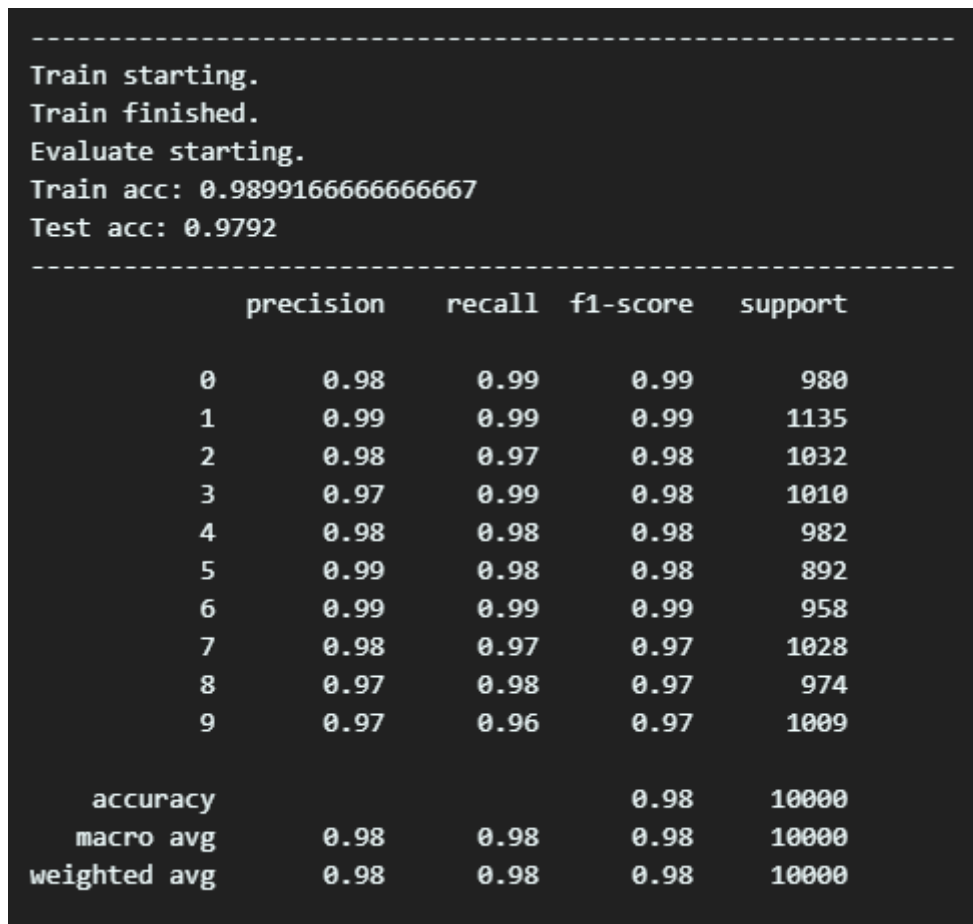 ------------------------------------------------------------
Train starting.
Train finished.
Evaluate starting.
Train acc: 0.9899166666666667
Test acc: 0.9792
------------------------------------------------------------
              precision    recall  f1-score   support

           0       0.98      0.99      0.99       980
           1       0.99      0.99      0.99      1135
           2       0.98      0.97      0.98      1032
           3       0.97      0.99      0.98      1010
           4       0.98      0.98      0.98       982
           5       0.99      0.98      0.98       892
           6       0.99      0.99      0.99       958
           7       0.98      0.97      0.97      1028
           8       0.97      0.98      0.97       974
           9       0.97      0.96      0.97      1009

    accuracy                           0.98     10000
   macro avg       0.98      0.98      0.98     10000
weighted avg       0.98      0.98      0.98     10000